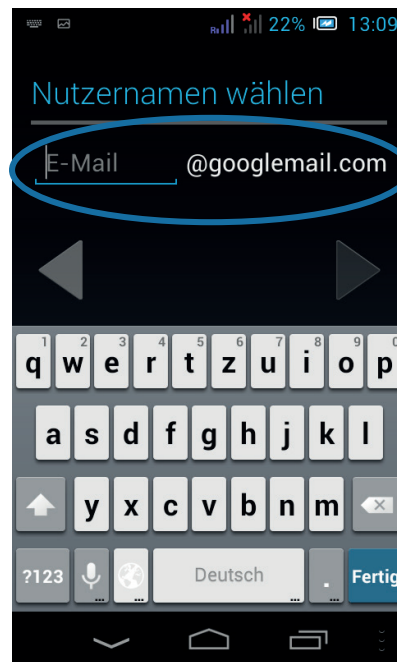 22% 13:09
Nutzernamen wählen
E-Mail @googlemail.com
1 2 3 4 5 6 7 8 9 0
q w e r t z u i o p
a s d f g h j k l
y x c v b n m
?123 Deutsch . Fertig